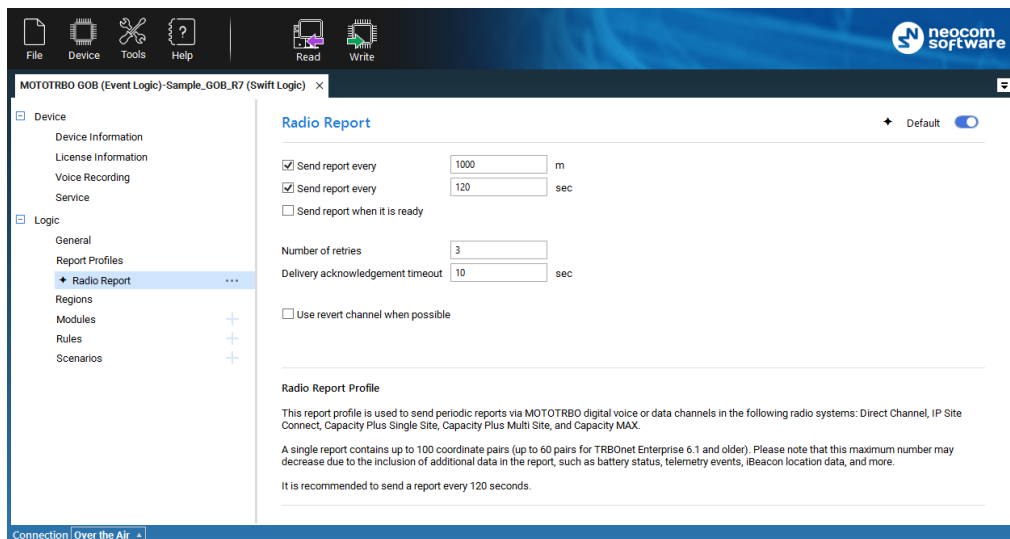 File Device Tools Help Read Write
neocom
software
MOTOTRBO GOB (Event Logic)-Sample_GOB_R7 (Swift Logic) ×
Device
Device Information
License Information
Voice Recording
Service
Logic
General
Report Profiles
Radio Report ...
Regions
Modules
Rules
Scenarios
Radio Report
Default
Send report every 1000 m
Send report every 120 sec
Send report when it is ready
Number of retries 3
Delivery acknowledgement timeout 10 sec
Use revert channel when possible
Radio Report Profile
This report profile is used to send periodic reports via MOTOTRBO digital voice or data channels in the following radio systems: Direct Channel, IP Site
Connect, Capacity Plus Single Site, Capacity Plus Multi Site, and Capacity MAX.
A single report contains up to 100 coordinate pairs (up to 60 pairs for TRBOnet Enterprise 6.1 and older). Please note that this maximum number may
decrease due to the inclusion of additional data in the report, such as battery status, telemetry events, iBeacon location data, and more.
It is recommended to send a report every 120 seconds.
Connection Over the Air